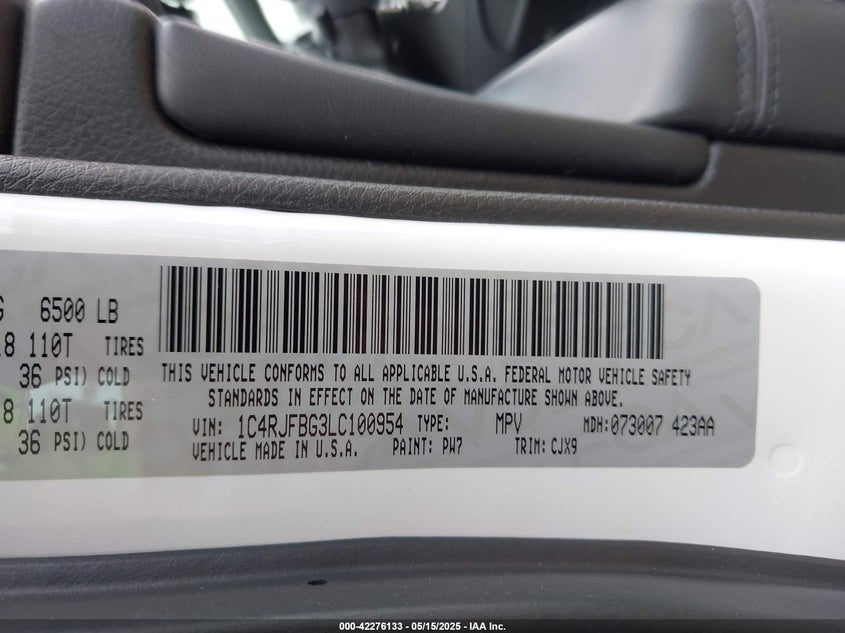 G 6500 LB
8 110T TIRES
36 PSI) COLD
8 110T TIRES
36 PSI) COLD
THIS VEHICLE CONFORMS TO ALL APPLICABLE U.S.A. FEDERAL MOTOR VEHICLE SAFETY
STANDARDS IN EFFECT ON THE DATE OF MANUFACTURE SHOWN ABOVE.
VIN: 1C4RJFBG3LC100954 TYPE: MPV MDH:073007 423AA
VEHICLE MADE IN U.S.A. PAINT: PW7 TRIM: CJX9
000-42276133 - 05/15/2025 - IAA Inc.